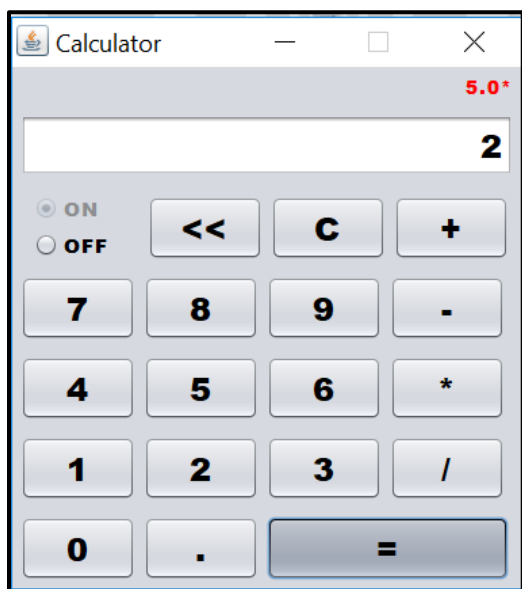 Calculator
5.0*
2
ON
OFF
<< C +
7 8 9 -
4 5 6 *
1 2 3 /
0 . =